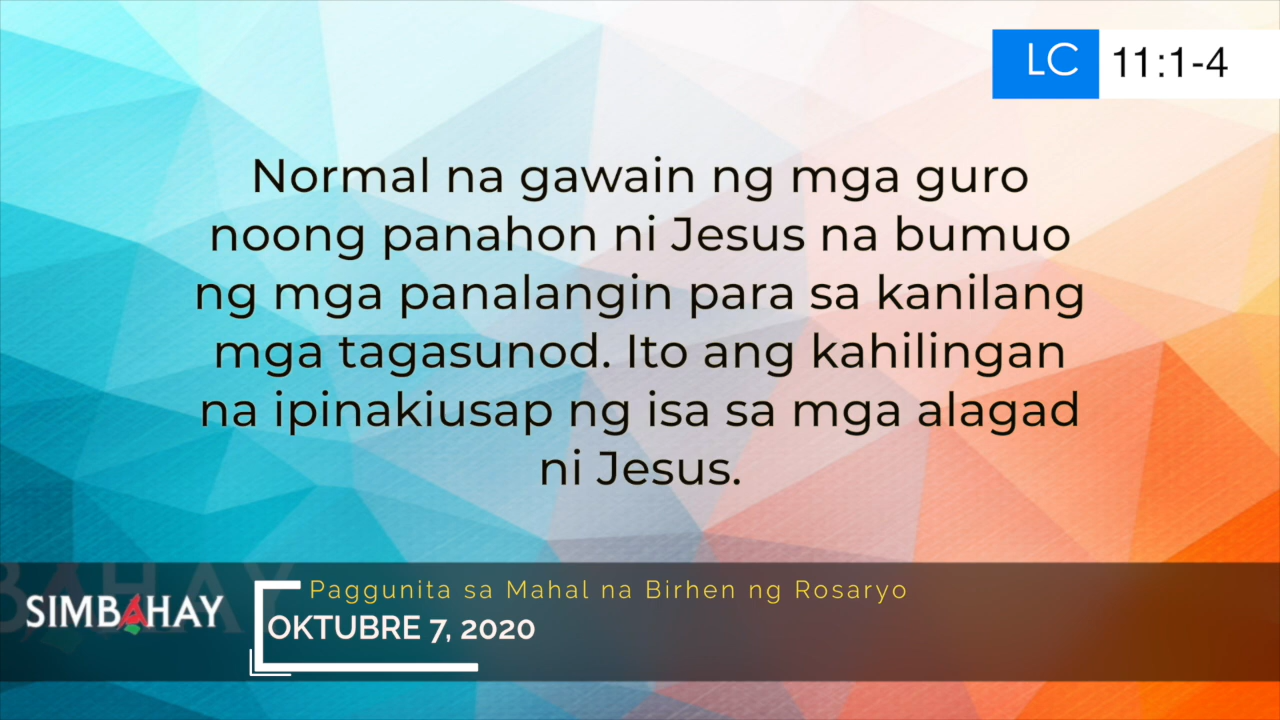 LC 11:1-4
Normal na gawain ng mga guro
noong panahon ni Jesus na bumuo
ng mga panalangin para sa kanilang
mga tagasunod. Ito ang kahilingan
na ipinakiusap ng isa sa mga alagad
ni Jesus.
Paggunita sa Mahal na Birhen ng Rosaryo
SIMBAHAY
OKTUBRE 7, 2020